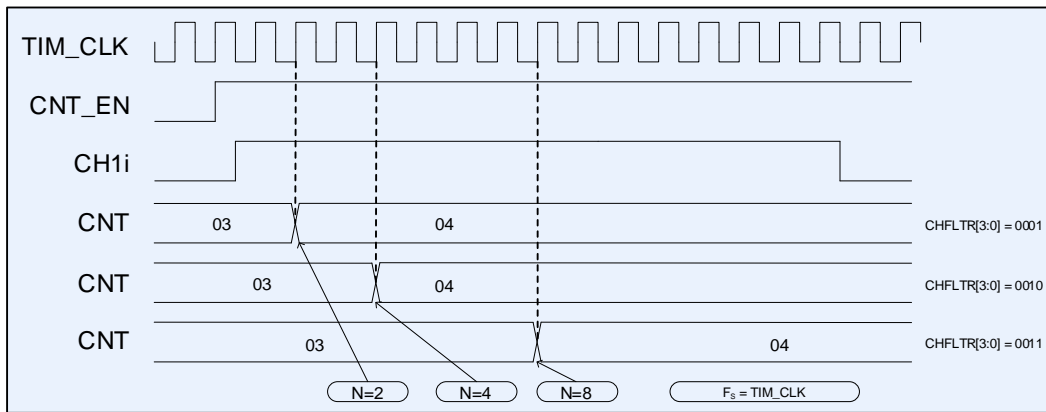 TIM_CLK
CNT_EN
CH1i
CNT 03 04 CHFLTR[3:0] = 0001
CNT 03 04 CHFLTR[3:0] = 0010
CNT 03 04 CHFLTR[3:0] = 0011
N=2 N=4 N=8 Fs = TIM_CLK